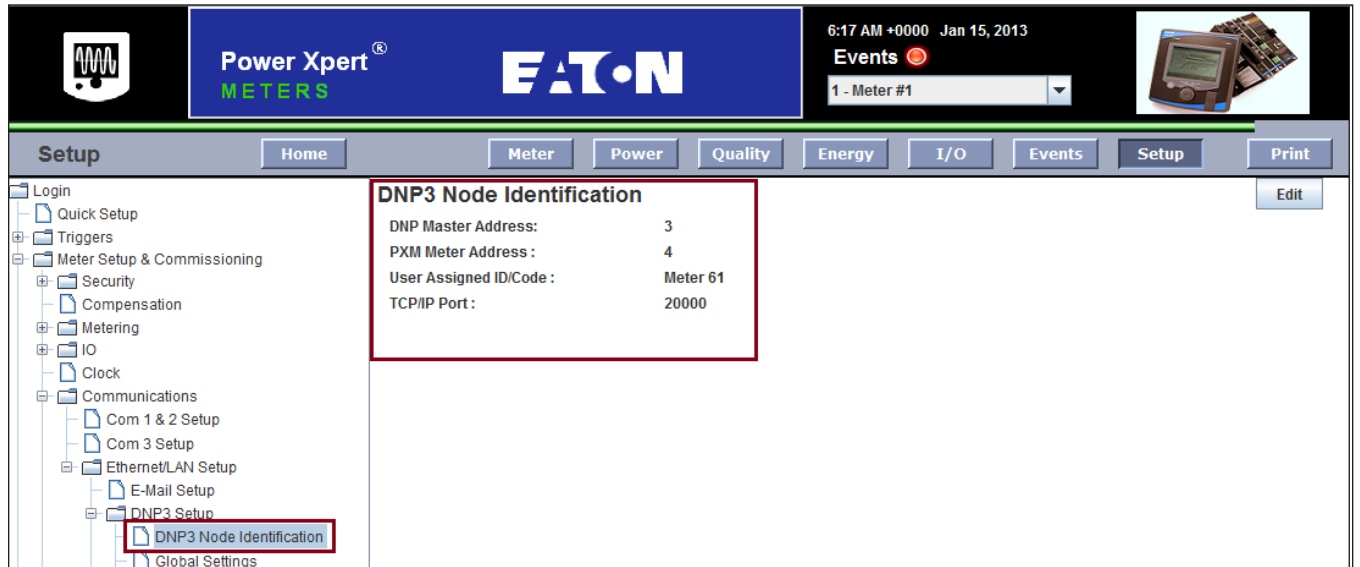 6:17 AM +0000 Jan 15, 2013
Power Xpert®
METERS
EATON
Events
1 - Meter #1
Setup
Home
Meter
Power
Quality
Energy
I/O
Events
Setup
Print
Login
Quick Setup
Triggers
Meter Setup & Commissioning
Security
Compensation
Metering
IO
Clock
Communications
Com 1 & 2 Setup
Com 3 Setup
Ethernet/LAN Setup
E-Mail Setup
DNP3 Setup
DNP3 Node Identification
Global Settings
DNP3 Node Identification
Edit
DNP Master Address: 3
PXM Meter Address : 4
User Assigned ID/Code : Meter 61
TCP/IP Port : 20000